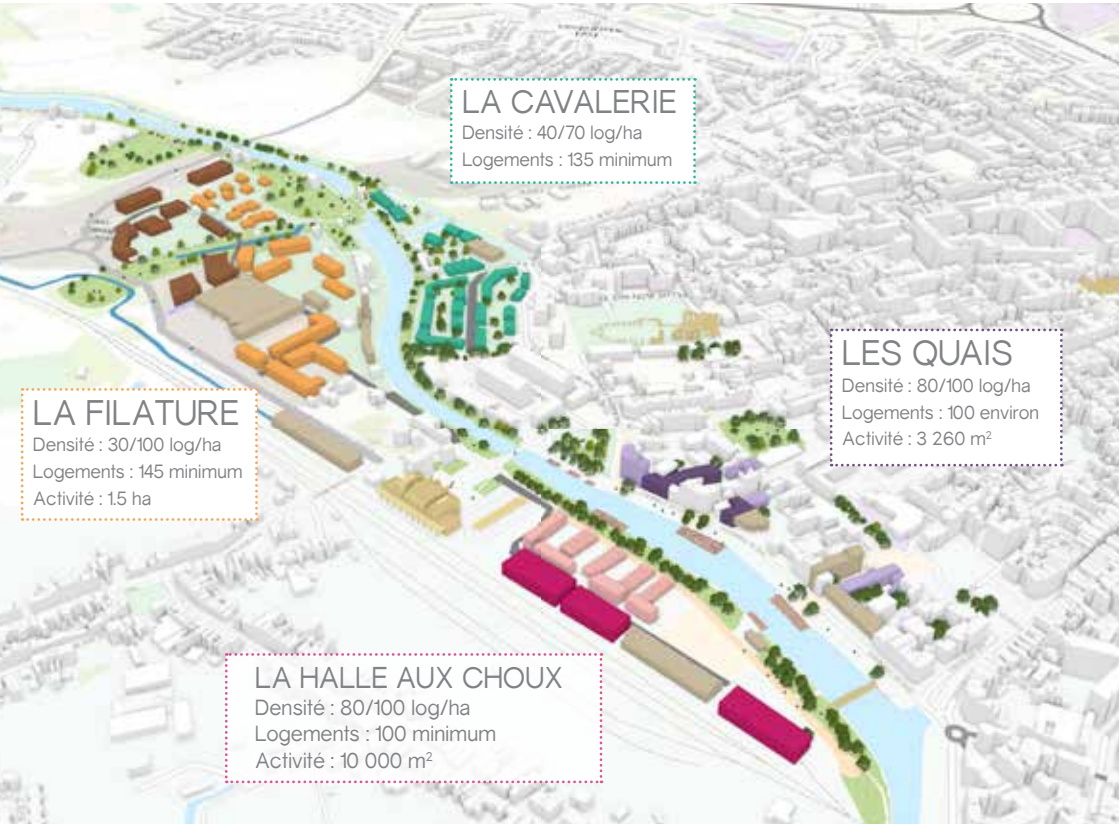 LA CAVALERIE
Densité : 40/70 log/ha
Logements : 135 minimum
LES QUAIS
Densité : 80/100 log/ha
Logements : 100 environ
Activité : 3 260 m²
LA FILATURE
Densité : 30/100 log/ha
Logements : 145 minimum
Activité : 1.5 ha
LA HALLE AUX CHOUX
Densité : 80/100 log/ha
Logements : 100 minimum
Activité : 10 000 m²